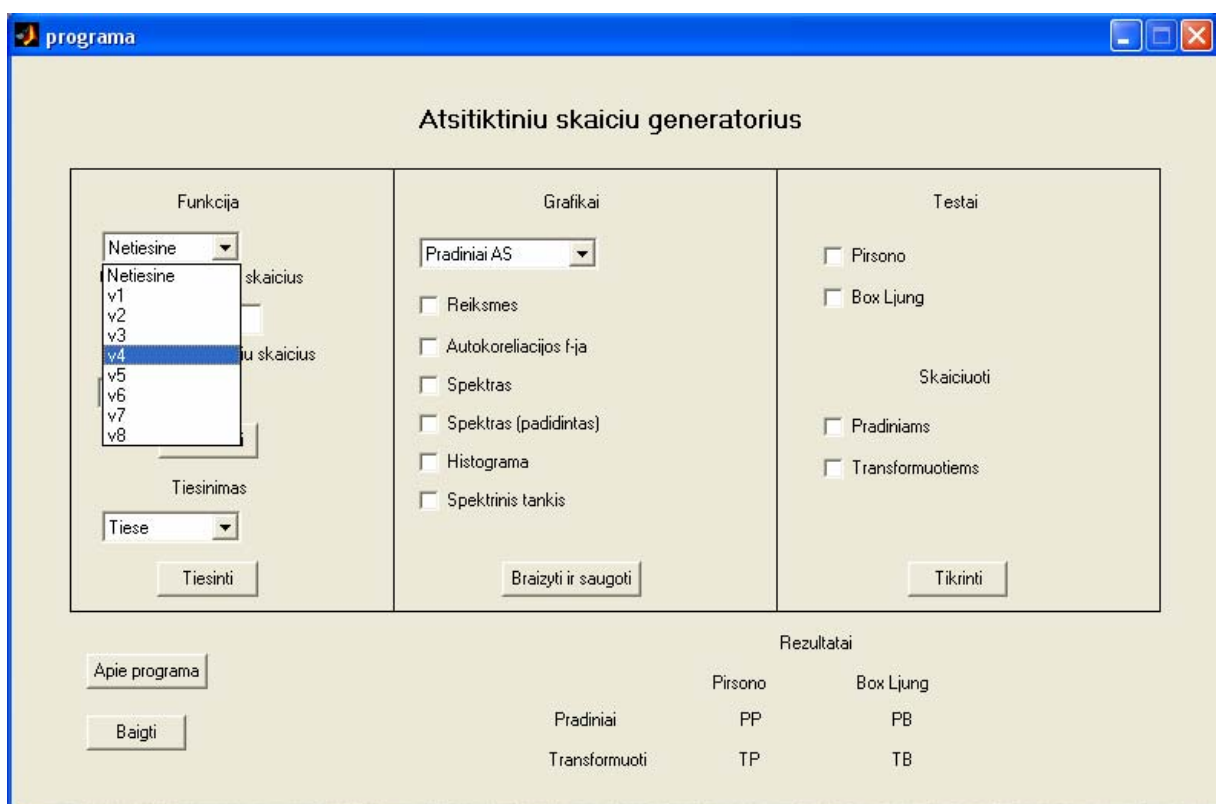 programa
Atsitiktiniu skaiciu generatorius
Funkcija
Netiesine
Netiesine
v1
v2
v3
v4
v5
v6
v7
v8
skaicius
skaicius
Tiesinimas
Tiese
Tiesinti
Grafikai
Pradiniai AS
Reiksmes
Autokoreliacijos f-ja
Spektras
Spektras (padidintas)
Histograma
Spektrinis tankis
Braizyti ir saugoti
Testai
Pirsono
Box Ljung
Skaiciuoti
Pradiniams
Transformuotiems
Tikrinti
Apie programa
Baigti
Rezultatai
Pirsono Box Ljung
Pradiniai PP PB
Transformuoti TP TB